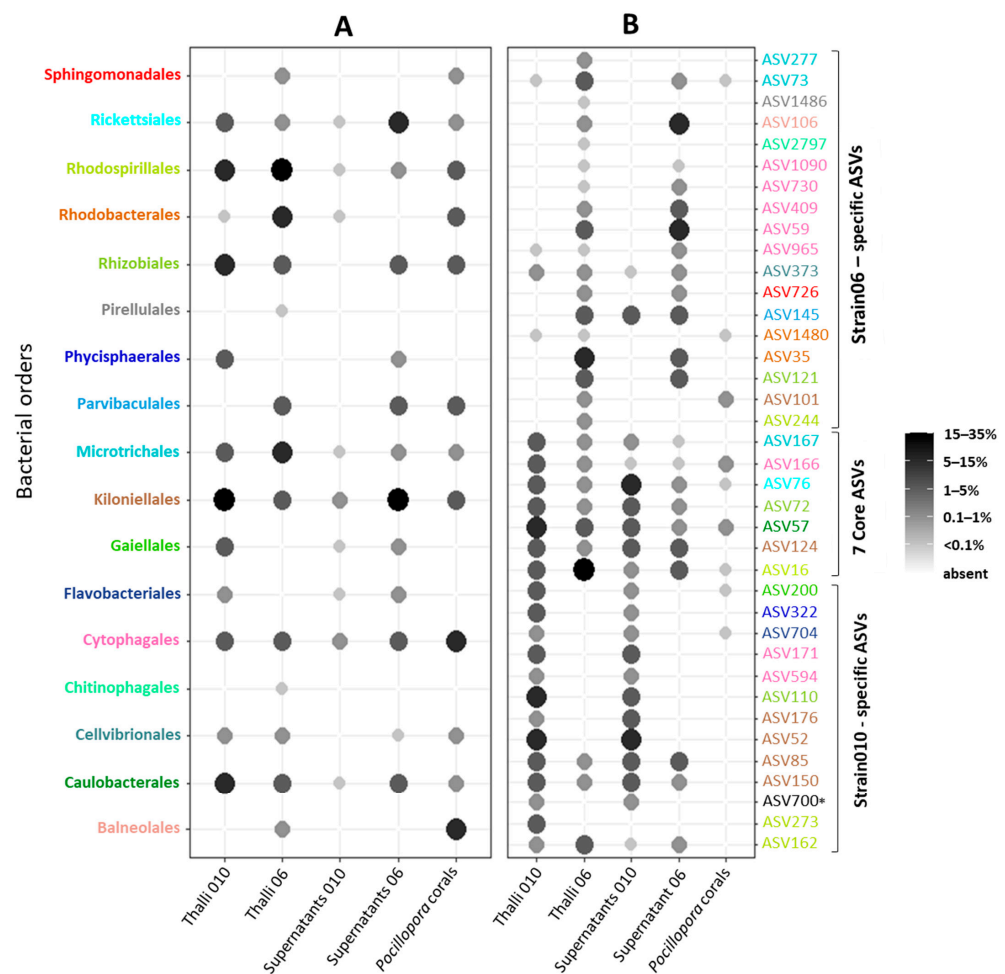 A
B
Bacterial orders
Sphingomonadales
Rickettsiales
Rhodospirillales
Rhodobacterales
Rhizobiales
Pirellulales
Phycisphaerales
Parvibaculales
Microtrichales
Kiloniellales
Gaiellales
Flavobacteriales
Cytophagales
Chitinophagales
Cellvibrionales
Caulobacterales
Balneolales
Thalli 010
Thalli 06
Supernatants 010
Supernatants 06
Pocillopora corals
ASV277
ASV73
ASV1486
ASV106
ASV2797
ASV1090
ASV730
ASV409
ASV59
ASV965
ASV373
ASV726
ASV145
ASV1480
ASV35
ASV121
ASV101
ASV244
ASV167
ASV166
ASV76
ASV72
ASV57
ASV124
ASV16
ASV200
ASV322
ASV704
ASV171
ASV594
ASV110
ASV176
ASV52
ASV85
ASV150
ASV700*
ASV273
ASV162
Thalli 010
Thalli 06
Supernatants 010
Supernatant 06
Pocillopora corals
Strain06 – specific ASVs
7 Core ASVs
Strain010 - specific ASVs
15–35%
5–15%
1–5%
0.1–1%
<0.1%
absent